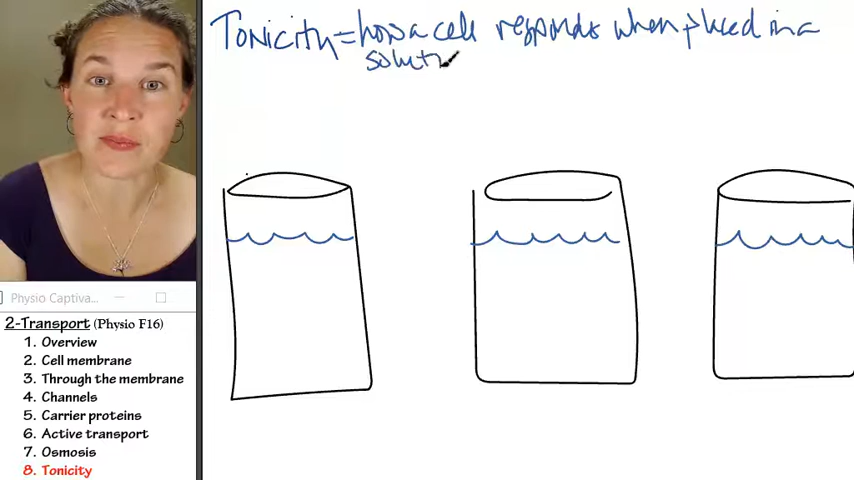 Tonicity = how a cell responds when placed in a
solut
Physio Captiva...
2-Transport (Physio F16)
1. Overview
2. Cell membrane
3. Through the membrane
4. Channels
5. Carrier proteins
6. Active transport
7. Osmosis
8. Tonicity